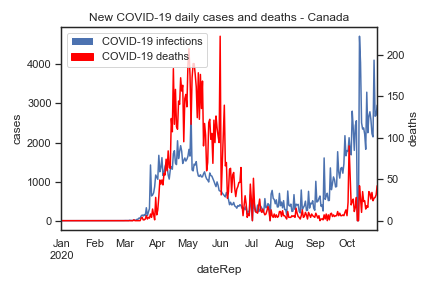 New COVID-19 daily cases and deaths - Canada
COVID-19 infections
COVID-19 deaths
4000
3000
2000
1000
0
cases
200
150
100
50
0
deaths
Jan Feb Mar Apr May Jun Jul Aug Sep Oct
2020
dateRep